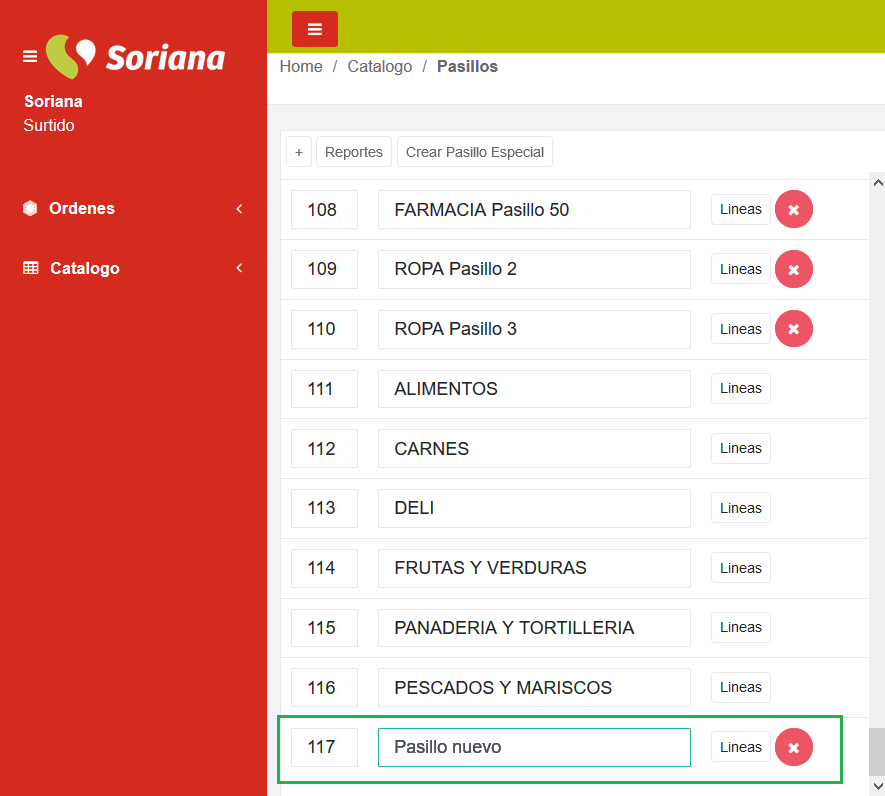 Soriana
Soriana
Surtido
Ordenes
Catalogo
Home / Catalogo / Pasillos
+ Reportes Crear Pasillo Especial
108 FARMACIA Pasillo 50 Lineas
109 ROPA Pasillo 2 Lineas
110 ROPA Pasillo 3 Lineas
111 ALIMENTOS Lineas
112 CARNES Lineas
113 DELI Lineas
114 FRUTAS Y VERDURAS Lineas
115 PANADERIA Y TORTILLERIA Lineas
116 PESCADOS Y MARISCOS Lineas
117 Pasillo nuevo Lineas